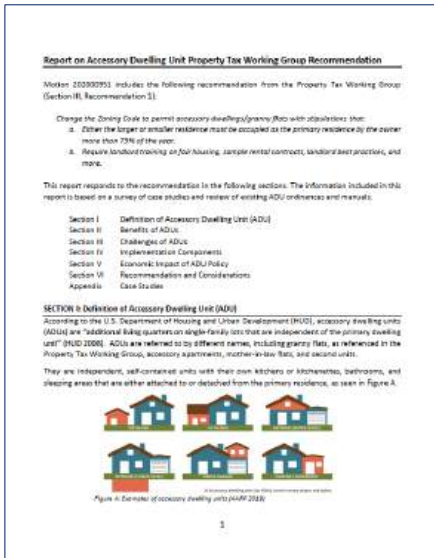 Report on Accessory Dwelling Unit Property Tax Working Group Recommendation
Motion 202000951 includes the following recommendation from the Property Tax Working Group
(Section III, Recommendation 5):
Change the Zoning Code to permit accessory dwellings/granny flats with stipulations that:
a. Either the larger or smaller residence must be occupied as the primary residence by the owner
more than 75% of the year.
b. Require landlord training on fair housing, sample rental contracts, landlord best practices, and
more.
This report responds to the recommendation in the following sections. The information included in this
report is based on a survey of case studies and review of existing ADU ordinances and manuals.
Section I Definition of Accessory Dwelling Unit (ADU)
Section II Benefits of ADUs
Section III Challenges of ADUs
Section IV Implementation Components
Section V Economic Impact of ADU Policy
Section VI Recommendation and Considerations
Appendix Case Studies
SECTION I: Definition of Accessory Dwelling Unit (ADU)
According to the U.S. Department of Housing and Urban Development (HUD), accessory dwelling units
(ADUs) are "additional living quarters on single-family lots that are independent of the primary dwelling
unit" (HUD 2008). ADUs are referred to by different names, including granny flats, as referenced in the
Property Tax Working Group, accessory apartments, mother-in-law flats, and second units.
They are independent, self-contained units with their own kitchens or kitchenettes, bathrooms, and
sleeping areas that are either attached to or detached from the primary residence, as seen in Figure A.
Figure A: Examples of accessory dwelling units (AARP 2019)
1